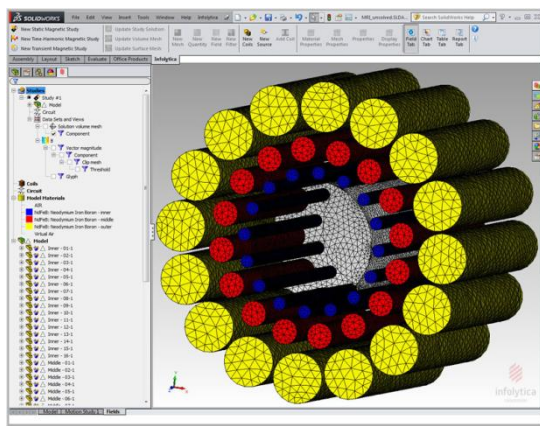 SOLIDWORKS File Edit View Insert Tools Window Help Infolytica
MRI_unsolved.SLDA... Search SolidWorks Help
New Static Magnetic Study
New Time-Harmonic Magnetic Study
New Transient Magnetic Study
Update Study Solution
Update Volume Mesh
Update Surface Mesh
New Mesh
New Quantity
New Field
New Filter
New Coils
New Source
Add Coil
Material Properties
Mesh Properties
Properties
Display Properties
Field Tab
Chart Tab
Table Tab
Report Tab
Assembly Layout Sketch Evaluate Office Products Infolytica
Studies
Study #1
Model
Circuit
Data Sets and Views
Solution volume mesh
Component
B
Vector magnitude
Component
Clip mesh
Threshold
Glyph
Coils
Circuit
Model Materials
AIR
NdFeB: Neodymium Iron Boron - inner
NdFeB: Neodymium Iron Boron - middle
NdFeB: Neodymium Iron Boron - outer
Virtual Air
Model
Inner - 01-1
Inner - 02-1
Inner - 03-1
Inner - 04-1
Inner - 05-1
Inner - 06-1
Inner - 07-1
Inner - 08-1
Inner - 09-1
Inner - 10-1
Inner - 11-1
Inner - 12-1
Inner - 13-1
Inner - 14-1
Inner - 15-1
Inner - 16-1
Middle - 01-1
Middle - 02-1
Middle - 03-1
Middle - 04-1
Middle - 05-1
Middle - 06-1
infolytica
Model Motion Study 1 Fields